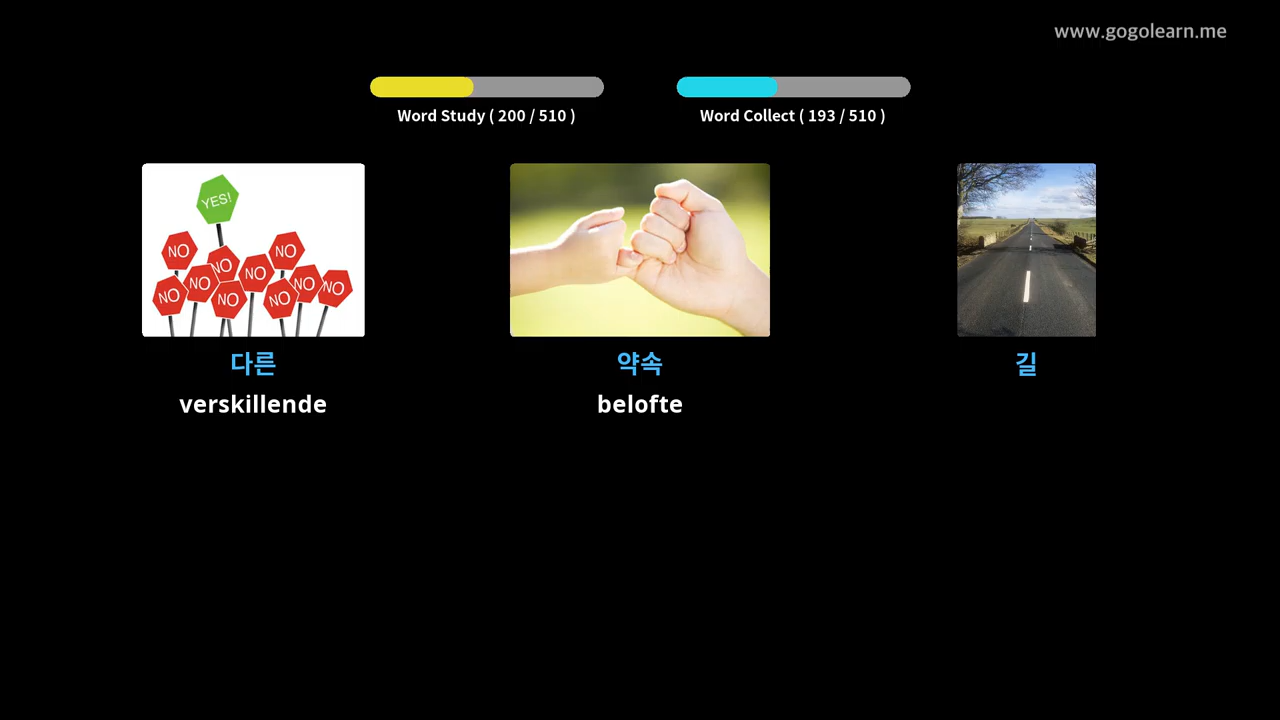 www.gogolearn.me
Word Study ( 200 / 510 )
Word Collect ( 193 / 510 )
YES!
NO
NO
NO
NO
NO
NO
NO
NO
NO
NO
다른
약속
길
verskillende
belofte